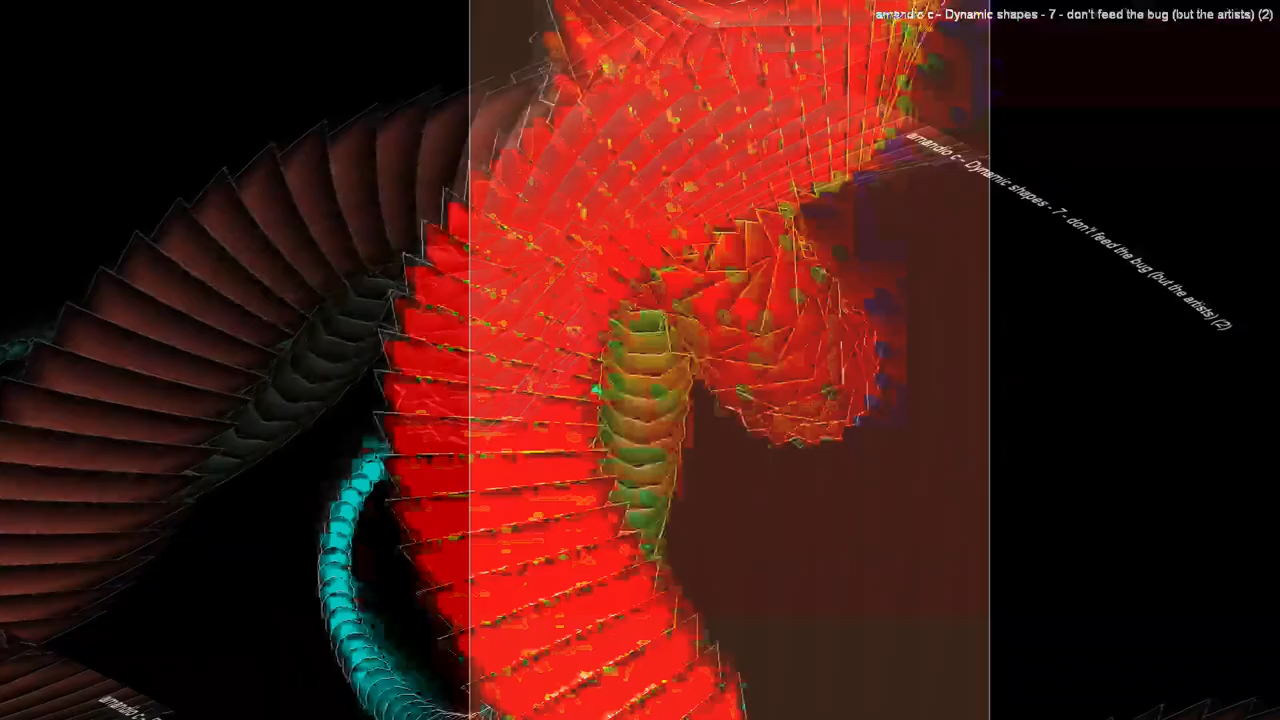 amandio c - Dynamic shapes - 7 - don't feed the bug (but the artists) (2)
amandio c - Dynamic shapes - 7 - don't feed the bug (but the artists) (2)
amandio c -